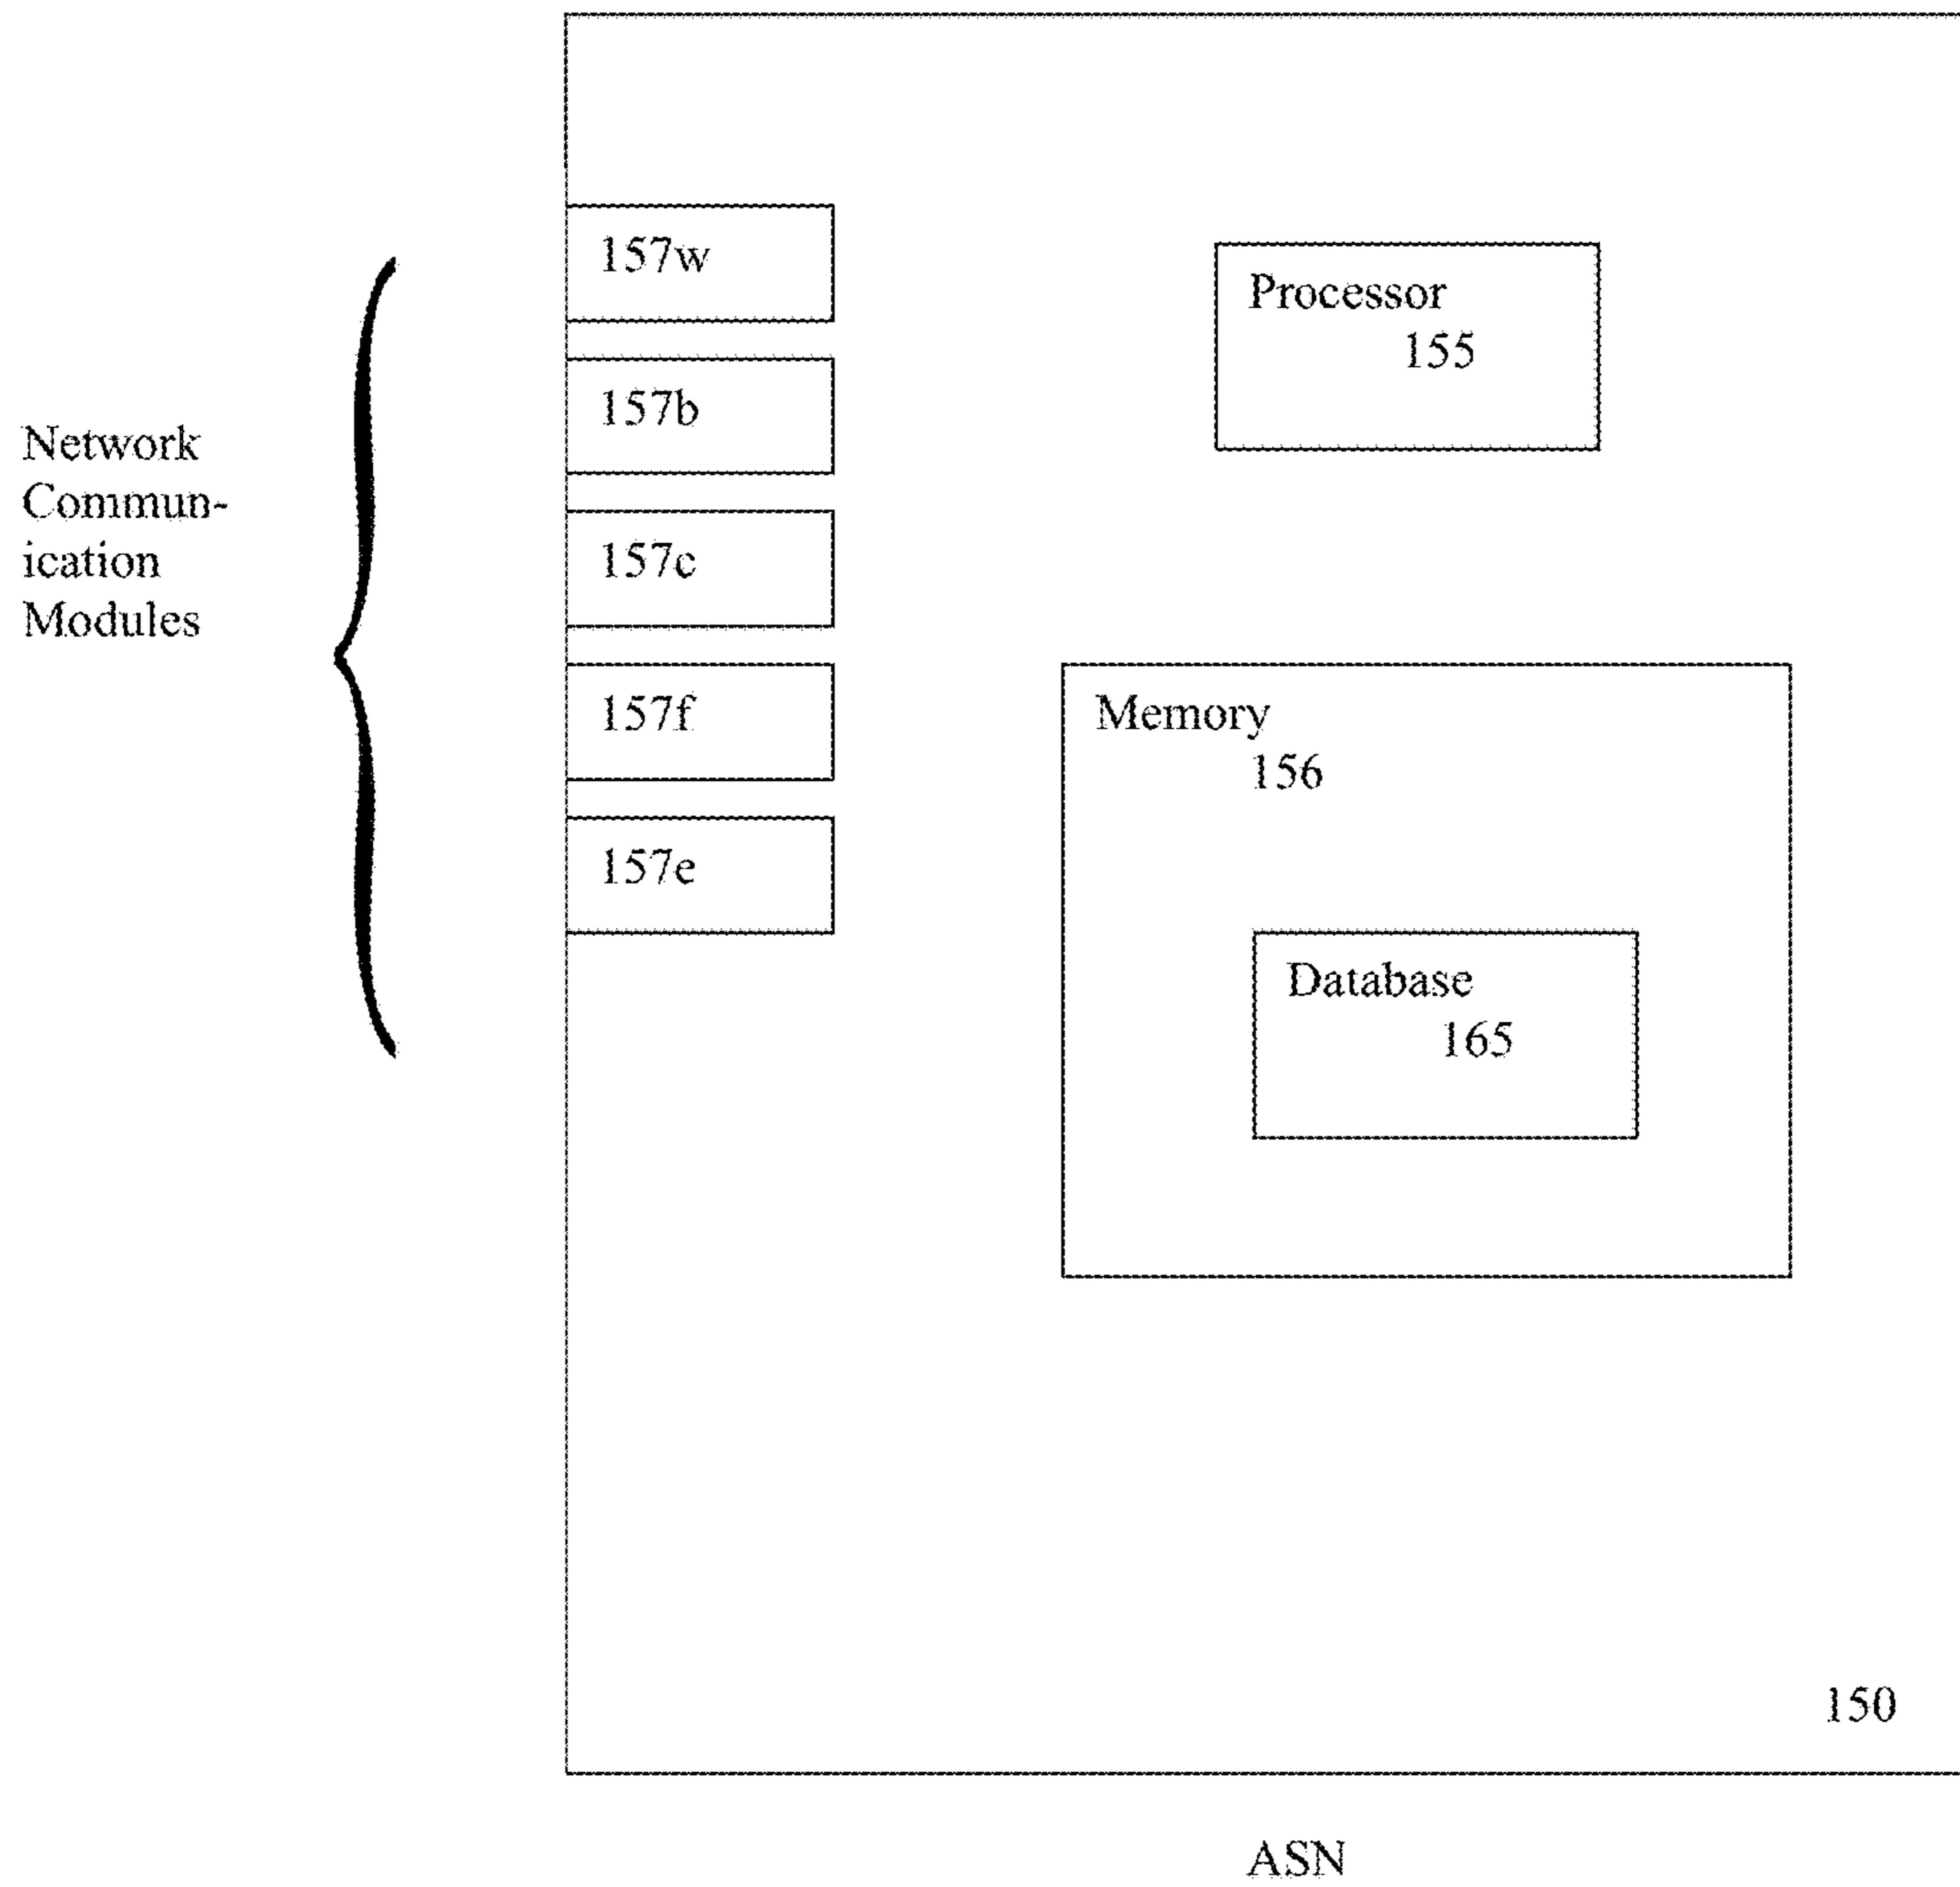 Network
Commun-
ication
Modules
157w
157b
157c
157f
157e
Processor
155
Memory
156
Database
165
150
ASN